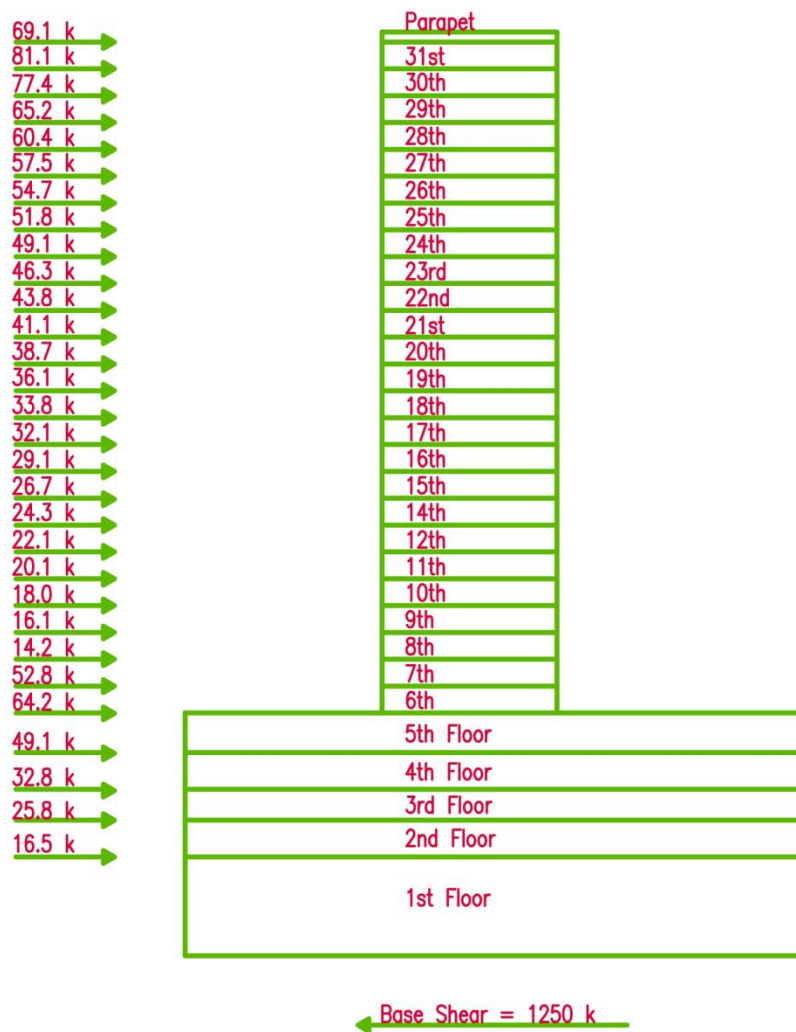 Parapet
69.1 k
81.1 k 31st
77.4 k 30th
65.2 k 29th
60.4 k 28th
57.5 k 27th
54.7 k 26th
51.8 k 25th
49.1 k 24th
46.3 k 23rd
43.8 k 22nd
41.1 k 21st
38.7 k 20th
36.1 k 19th
33.8 k 18th
32.1 k 17th
29.1 k 16th
26.7 k 15th
24.3 k 14th
22.1 k 12th
20.1 k 11th
18.0 k 10th
16.1 k 9th
14.2 k 8th
52.8 k 7th
64.2 k 6th
49.1 k 5th Floor
32.8 k 4th Floor
25.8 k 3rd Floor
16.5 k 2nd Floor
1st Floor
Base Shear = 1250 k